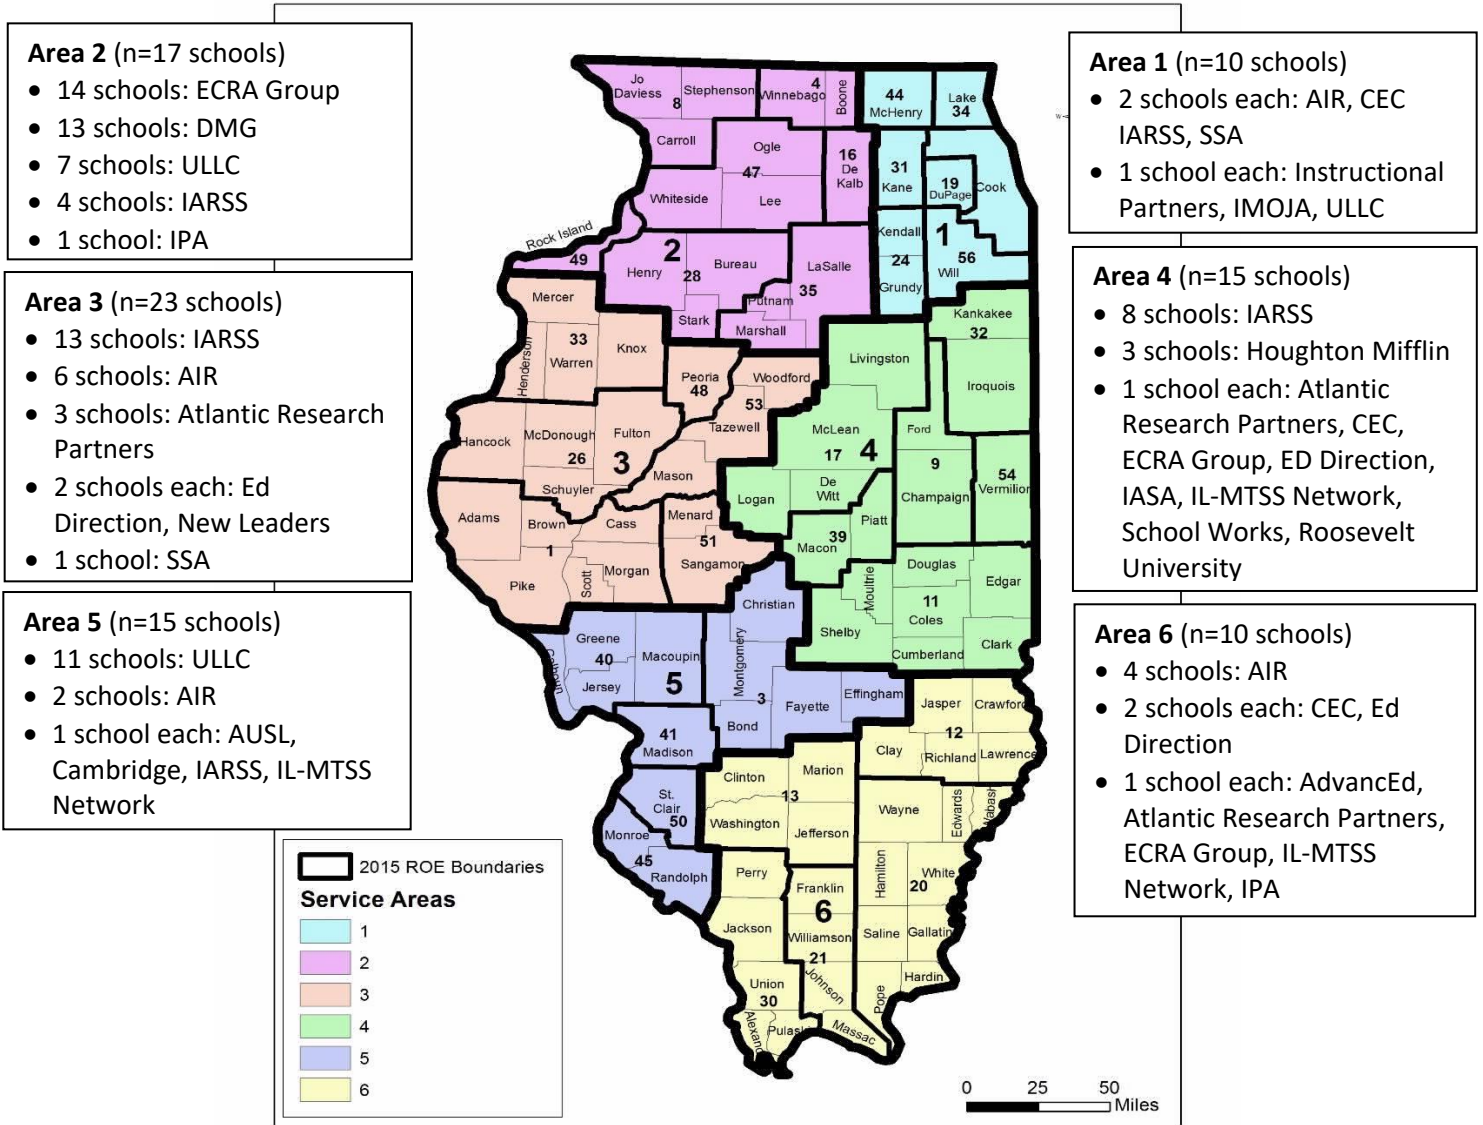 Area 2 (n=17 schools)
• 14 schools: ECRA Group
• 13 schools: DMG
• 7 schools: ULLC
• 4 schools: IARSS
• 1 school: IPA
Area 3 (n=23 schools)
• 13 schools: IARSS
• 6 schools: AIR
• 3 schools: Atlantic Research
Partners
• 2 schools each: Ed
Direction, New Leaders
• 1 school: SSA
Area 5 (n=15 schools)
• 11 schools: ULLC
• 2 schools: AIR
• 1 school each: AUSL,
Cambridge, IARSS, IL-MTSS
Network
Area 1 (n=10 schools)
• 2 schools each: AIR, CEC
IARSS, SSA
• 1 school each: Instructional
Partners, IMOJA, ULLC
Area 4 (n=15 schools)
• 8 schools: IARSS
• 3 schools: Houghton Mifflin
• 1 school each: Atlantic
Research Partners, CEC,
ECRA Group, ED Direction,
IASA, IL-MTSS Network,
School Works, Roosevelt
University
Area 6 (n=10 schools)
• 4 schools: AIR
• 2 schools each: CEC, Ed
Direction
• 1 school each: AdvancEd,
Atlantic Research Partners,
ECRA Group, IL-MTSS
Network, IPA
Jo
Daviess
8
Stephenson
4
Winnebago
Boone
44
McHenry
Lake
34
Carroll
Ogle
47
16
De
Kalb
31
Kane
19
DuPage
Cook
Whiteside
Lee
Rock Island
49
2
Henry
28
Bureau
LaSalle
35
Kendall
24
Grundy
1
56
Will
Putnam
Stark
Marshall
Mercer
33
Henderson
Warren
Knox
Peoria
48
Woodford
53
Tazewell
Livingston
Kankakee
32
Iroquois
Hancock
McDonough
26
Fulton
3
Schuyler
Mason
McLean
17
4
Ford
9
Champaign
54
Vermilion
Logan
De
Witt
Piatt
39
Macon
Adams
Brown
1
Cass
Menard
51
Sangamon
Pike
Scott
Morgan
Christian
Moultrie
Douglas
Edgar
11
Coles
Shelby
Cumberland
Clark
Greene
40
Jersey
Calhoun
Macoupin
5
Montgomery
3
Bond
Fayette
Effingham
41
Madison
Jasper
Crawford
12
Clay
Richland
Lawrence
Clinton
13
Marion
Washington
Jefferson
St.
Clair
50
Monroe
45
Randolph
Wayne
Edwards
Wabash
Perry
Franklin
6
Hamilton
White
20
Jackson
Williamson
21
Saline
Gallatin
Union
30
Johnson
Pope
Hardin
Pulaski
Massac
2015 ROE Boundaries
Service Areas
1
2
3
4
5
6
0 25 50
Miles